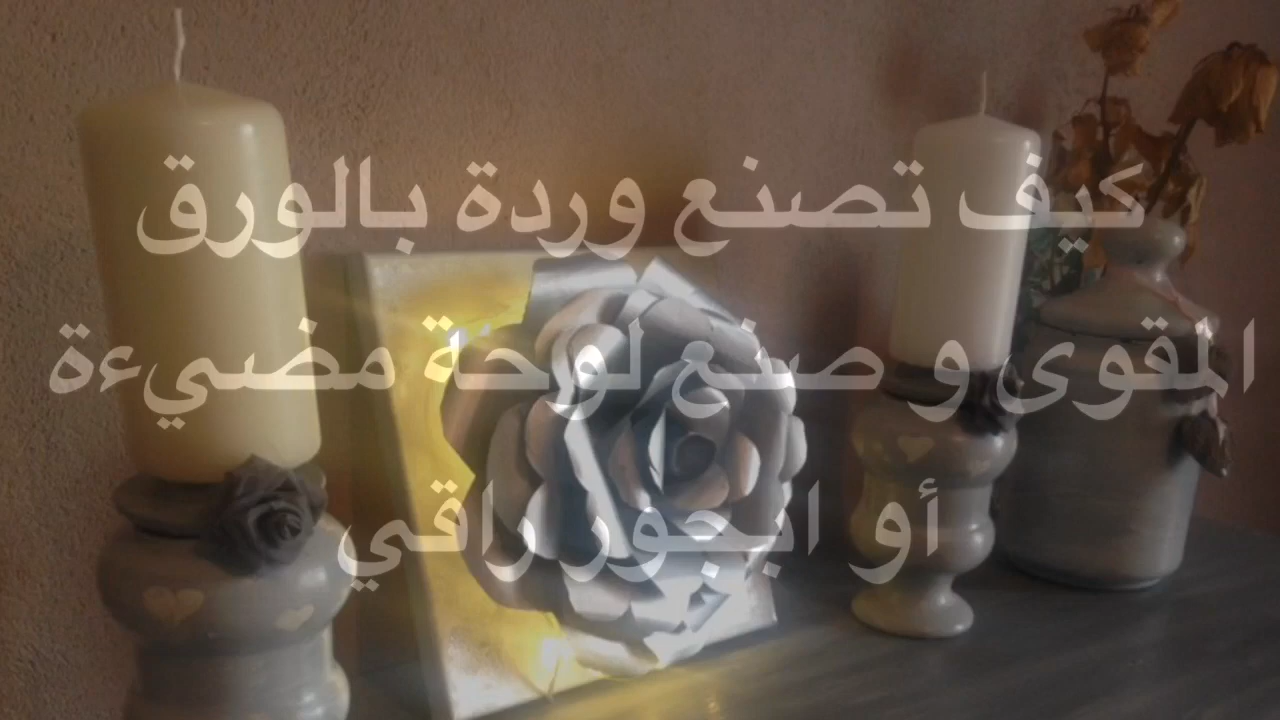 كيف تصنع وردة بالورق
المقوى و صنع لوحة مضيءة
أو ابجور راقي